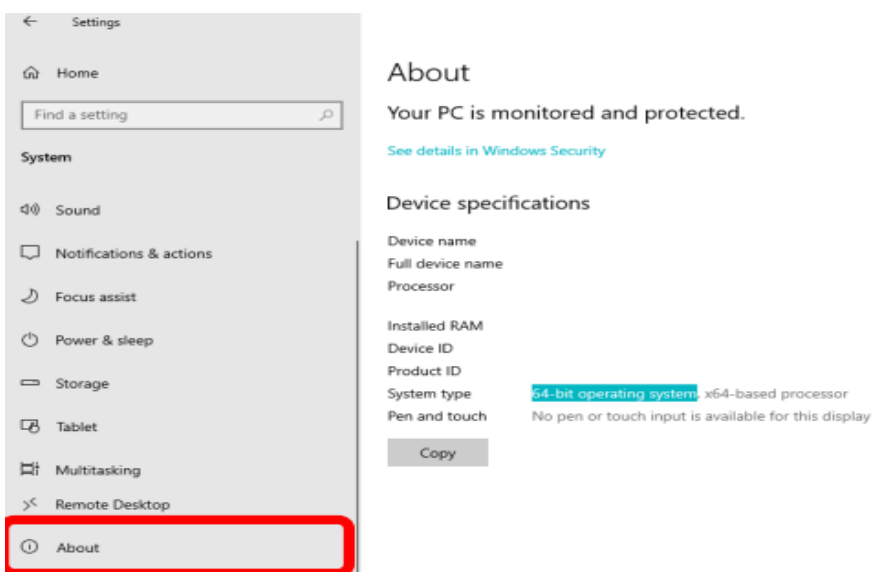 Settings
Home
Find a setting
System
Sound
Notifications & actions
Focus assist
Power & sleep
Storage
Tablet
Multitasking
Remote Desktop
About
About
Your PC is monitored and protected.
See details in Windows Security
Device specifications
Device name
Full device name
Processor
Installed RAM
Device ID
Product ID
System type 64-bit operating system, x64-based processor
Pen and touch No pen or touch input is available for this display
Copy